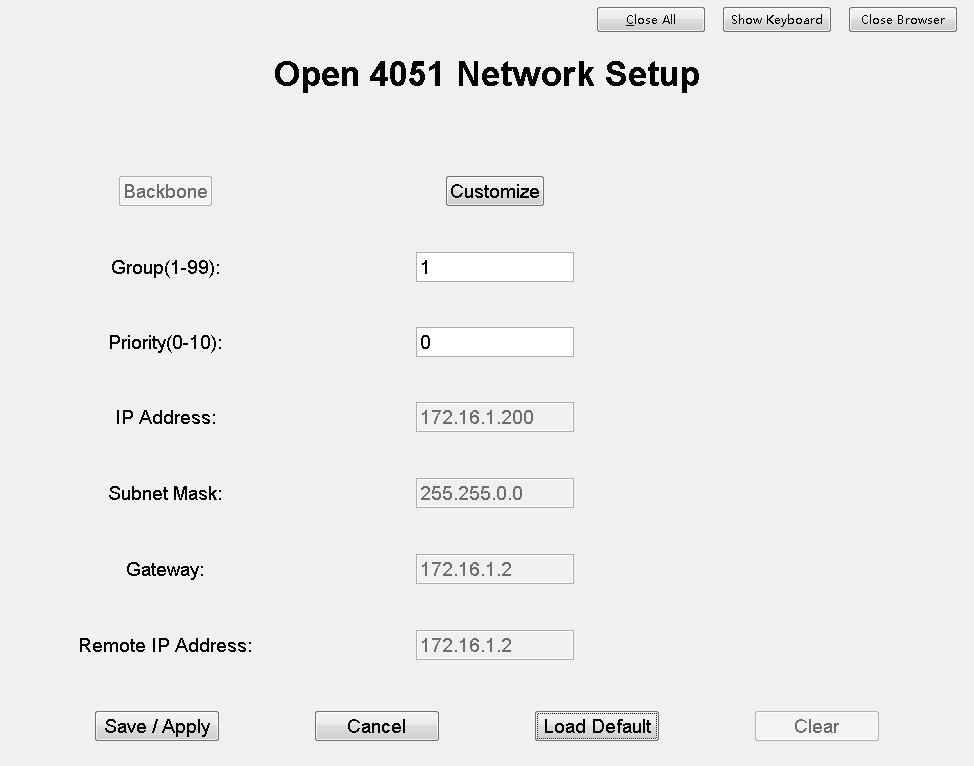 Close All Show Keyboard Close Browser
Open 4051 Network Setup
Backbone Customize
Group(1-99): 1
Priority(0-10): 0
IP Address: 172.16.1.200
Subnet Mask: 255.255.0.0
Gateway: 172.16.1.2
Remote IP Address: 172.16.1.2
Save / Apply Cancel Load Default Clear